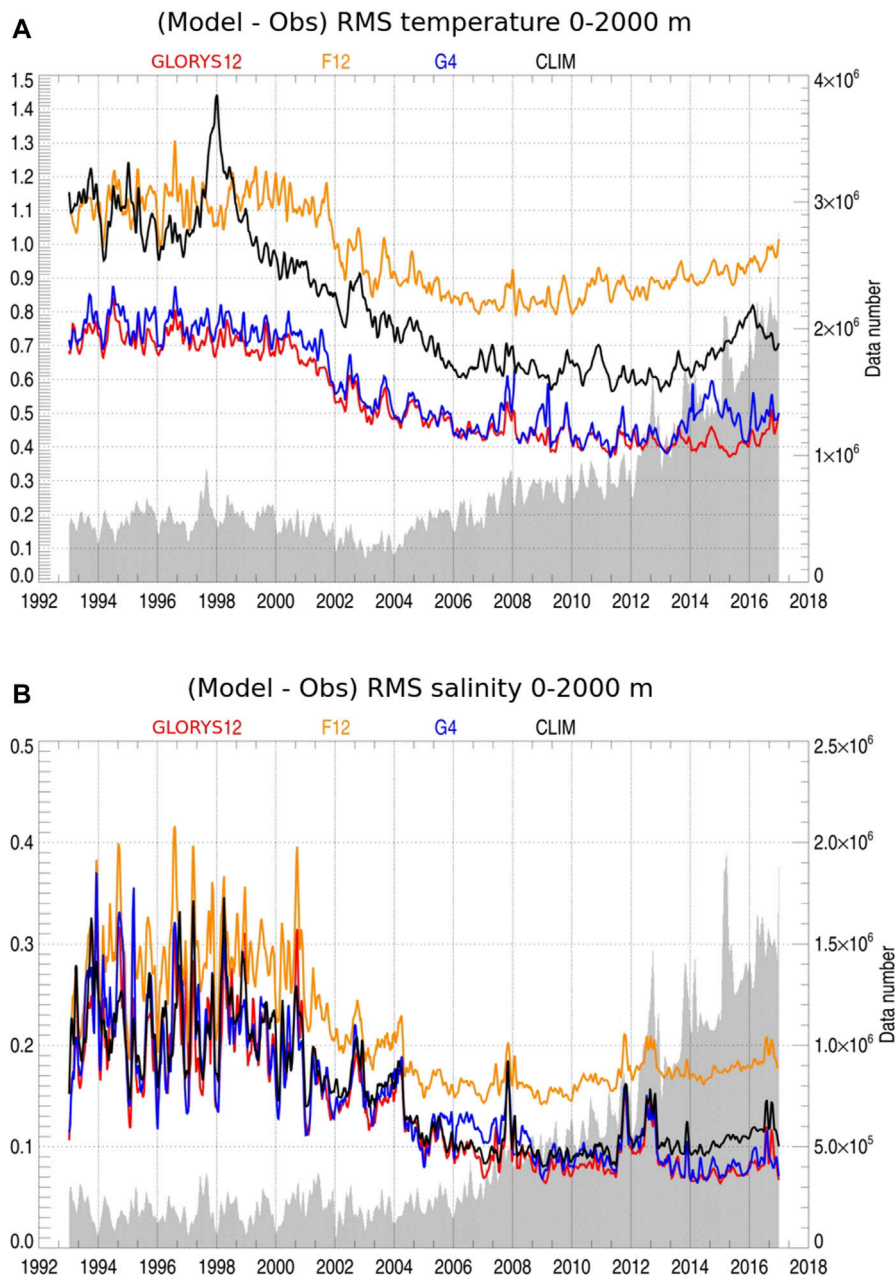 A
(Model - Obs) RMS temperature 0-2000 m
GLORYS12 F12 G4 CLIM
1.5 4×10⁶
1.4
1.3
1.2
1.1 3×10⁶
1.0
0.9
0.8
0.7 2×10⁶
0.6
0.5
0.4 1×10⁶
0.3
0.2
0.1
0.0 0
Data number
1992 1994 1996 1998 2000 2002 2004 2006 2008 2010 2012 2014 2016 2018
B
(Model - Obs) RMS salinity 0-2000 m
GLORYS12 F12 G4 CLIM
0.5 2.5×10⁶
0.4 2.0×10⁶
0.3 1.5×10⁶
0.2 1.0×10⁶
0.1 5.0×10⁵
0.0 0
Data number
1992 1994 1996 1998 2000 2002 2004 2006 2008 2010 2012 2014 2016 2018